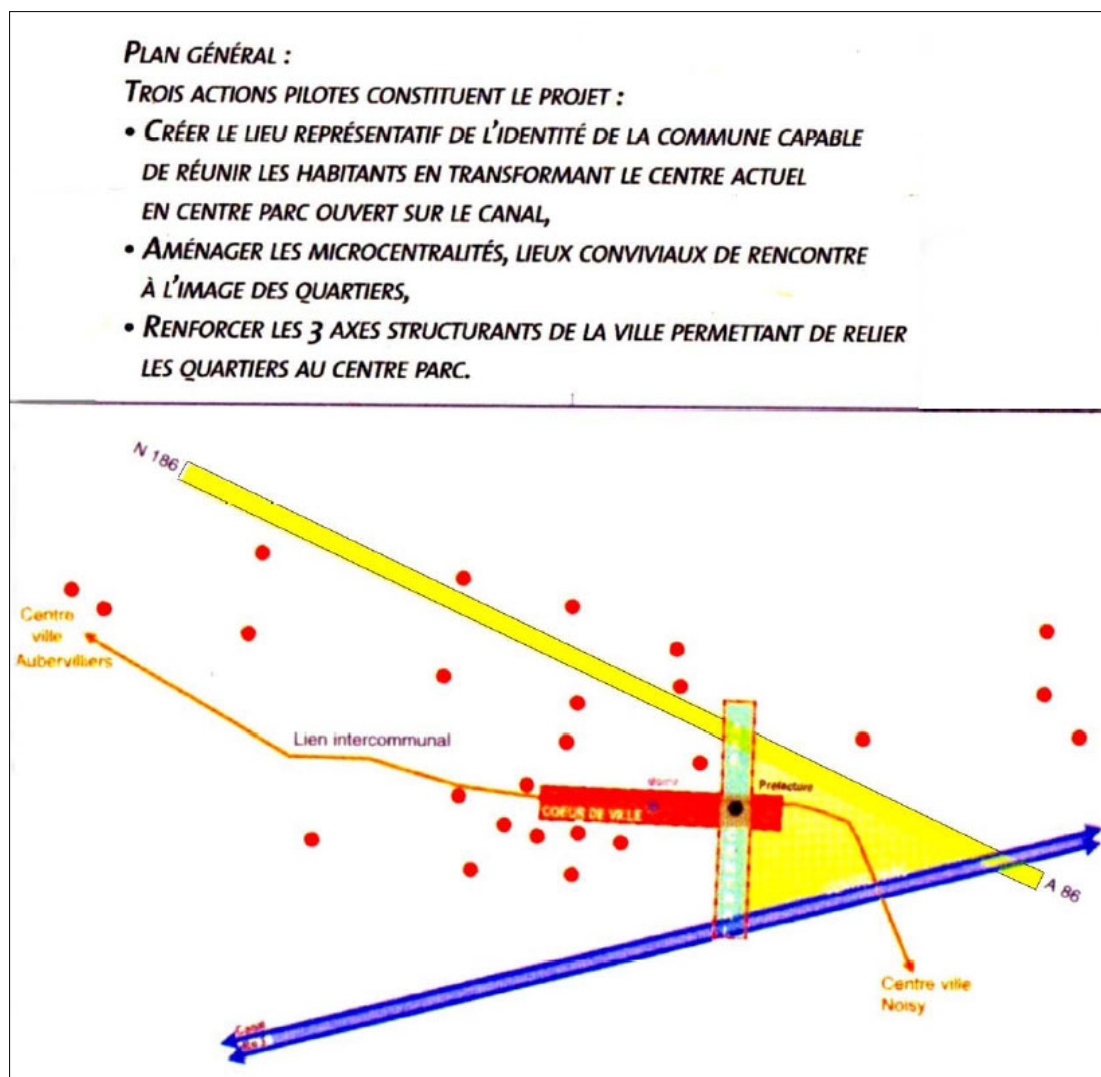 PLAN GÉNÉRAL :
TROIS ACTIONS PILOTES CONSTITUENT LE PROJET :
• CRÉER LE LIEU REPRÉSENTATIF DE L'IDENTITÉ DE LA COMMUNE CAPABLE
DE RÉUNIR LES HABITANTS EN TRANSFORMANT LE CENTRE ACTUEL
EN CENTRE PARC OUVERT SUR LE CANAL,
• AMÉNAGER LES MICROCENTRALITÉS, LIEUX CONVIVIAUX DE RENCONTRE
À L'IMAGE DES QUARTIERS,
• RENFORCER LES 3 AXES STRUCTURANTS DE LA VILLE PERMETTANT DE RELIER
LES QUARTIERS AU CENTRE PARC.
N 186
Centre
ville
Aubervilliers
Lien intercommunal
Préfecture
COEUR DE VILLE
A 86
Centre ville
Noisy
Canal